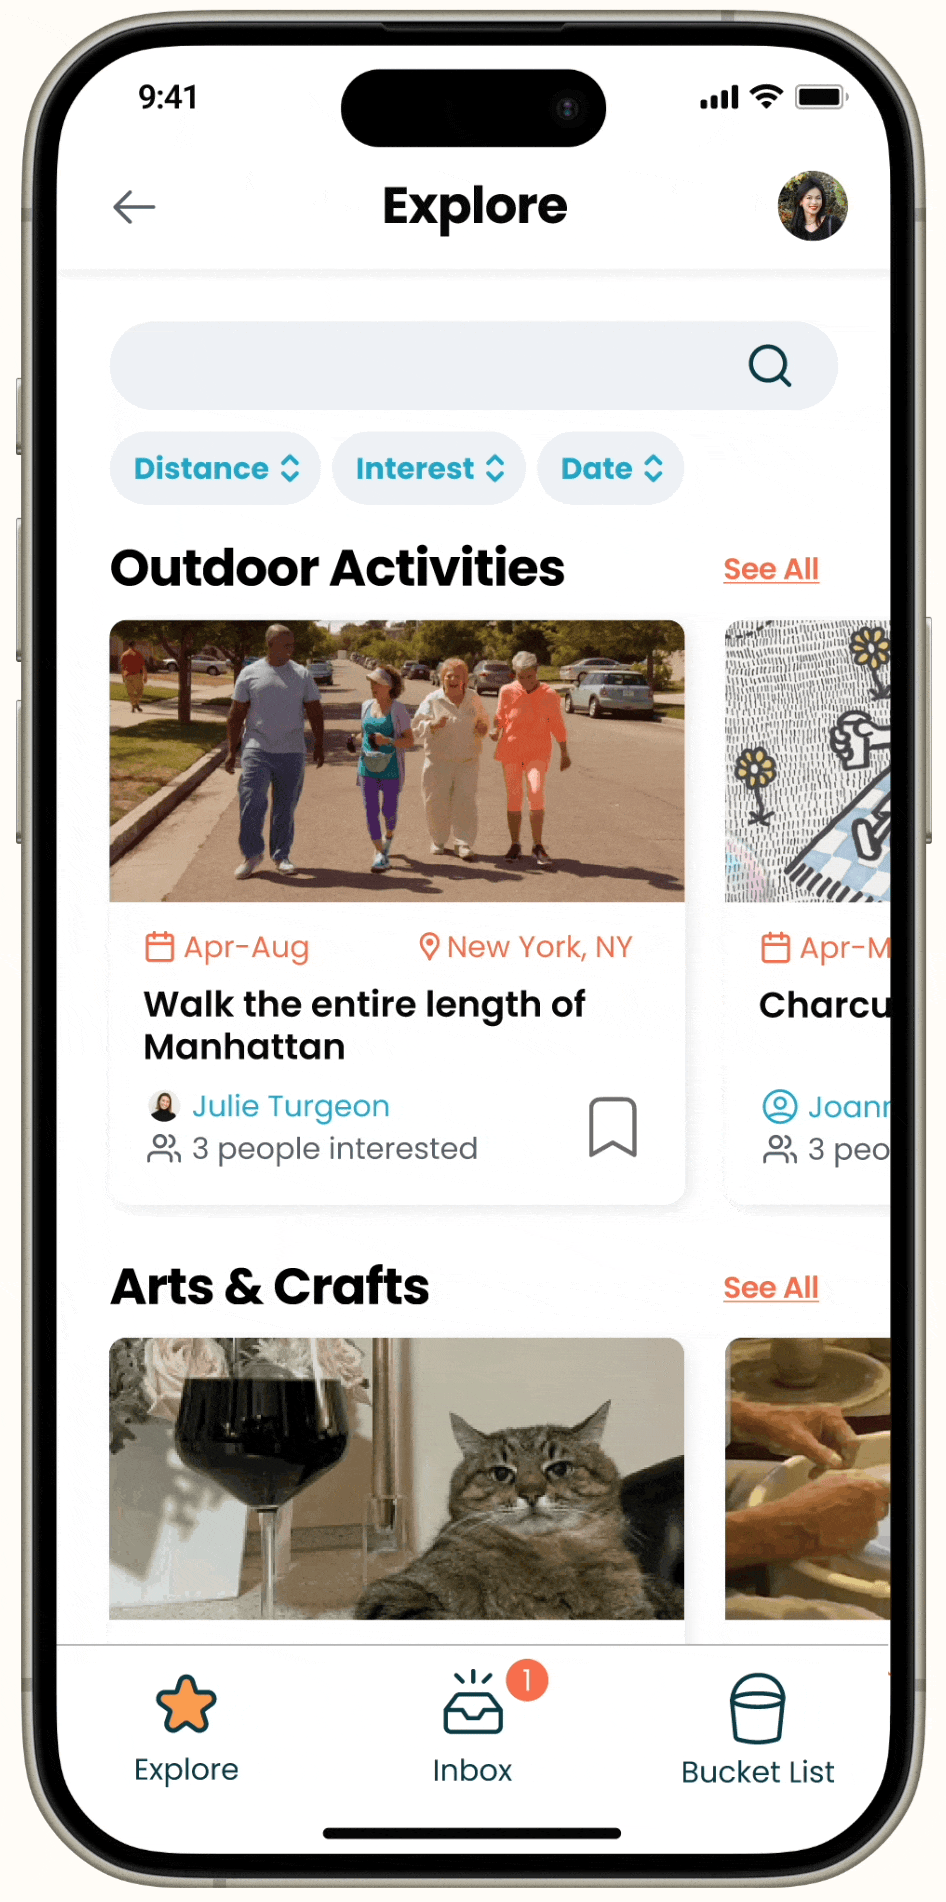 9:41
Explore
Distance
Interest
Date
Outdoor Activities
See All
Apr-Aug
New York, NY
Apr-M
Walk the entire length of
Manhattan
Charcu
Julie Turgeon
Joanr
3 people interested
3 peo
Arts & Crafts
See All
1
Explore
Inbox
Bucket List